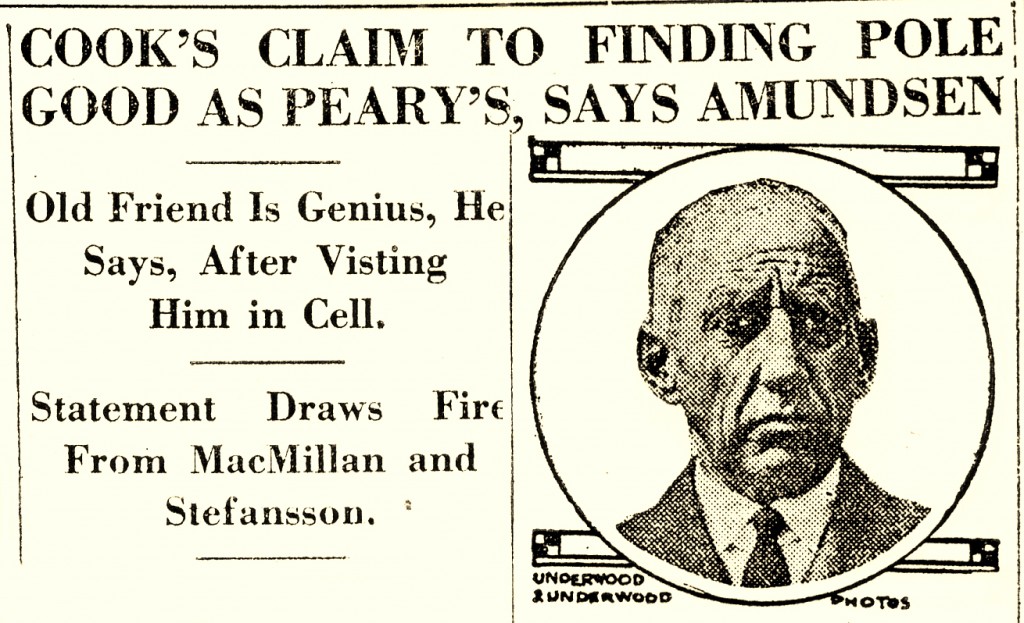 COOK'S CLAIM TO FINDING POLE
GOOD AS PEARY'S, SAYS AMUNDSEN
Old Friend Is Genius, He
Says, After Visting
Him in Cell.
Statement Draws Fire
From MacMillan and
Stefansson.
UNDERWOOD
& UNDERWOOD
PHOTOS